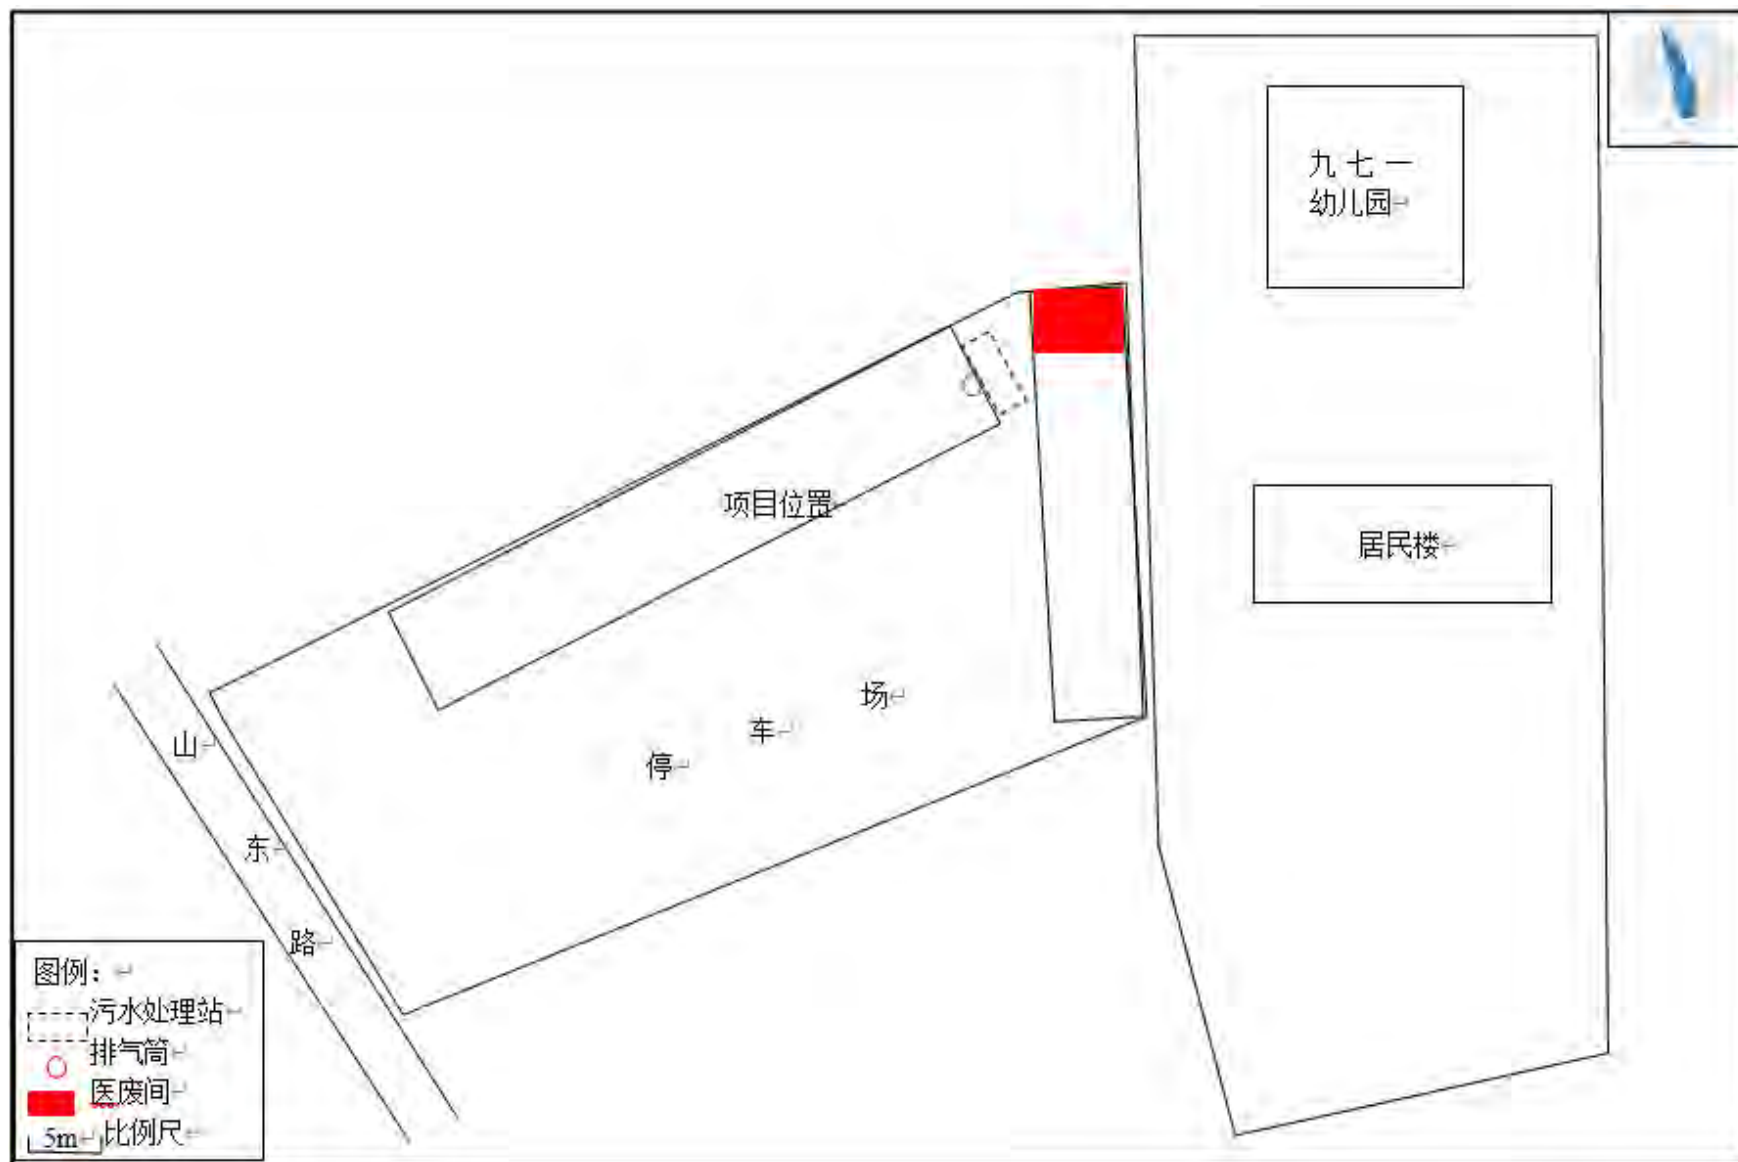 九七一
幼儿园
项目位置
居民楼
停车场
山东路
图例：
污水处理站
排气筒
医废间
5m 比例尺